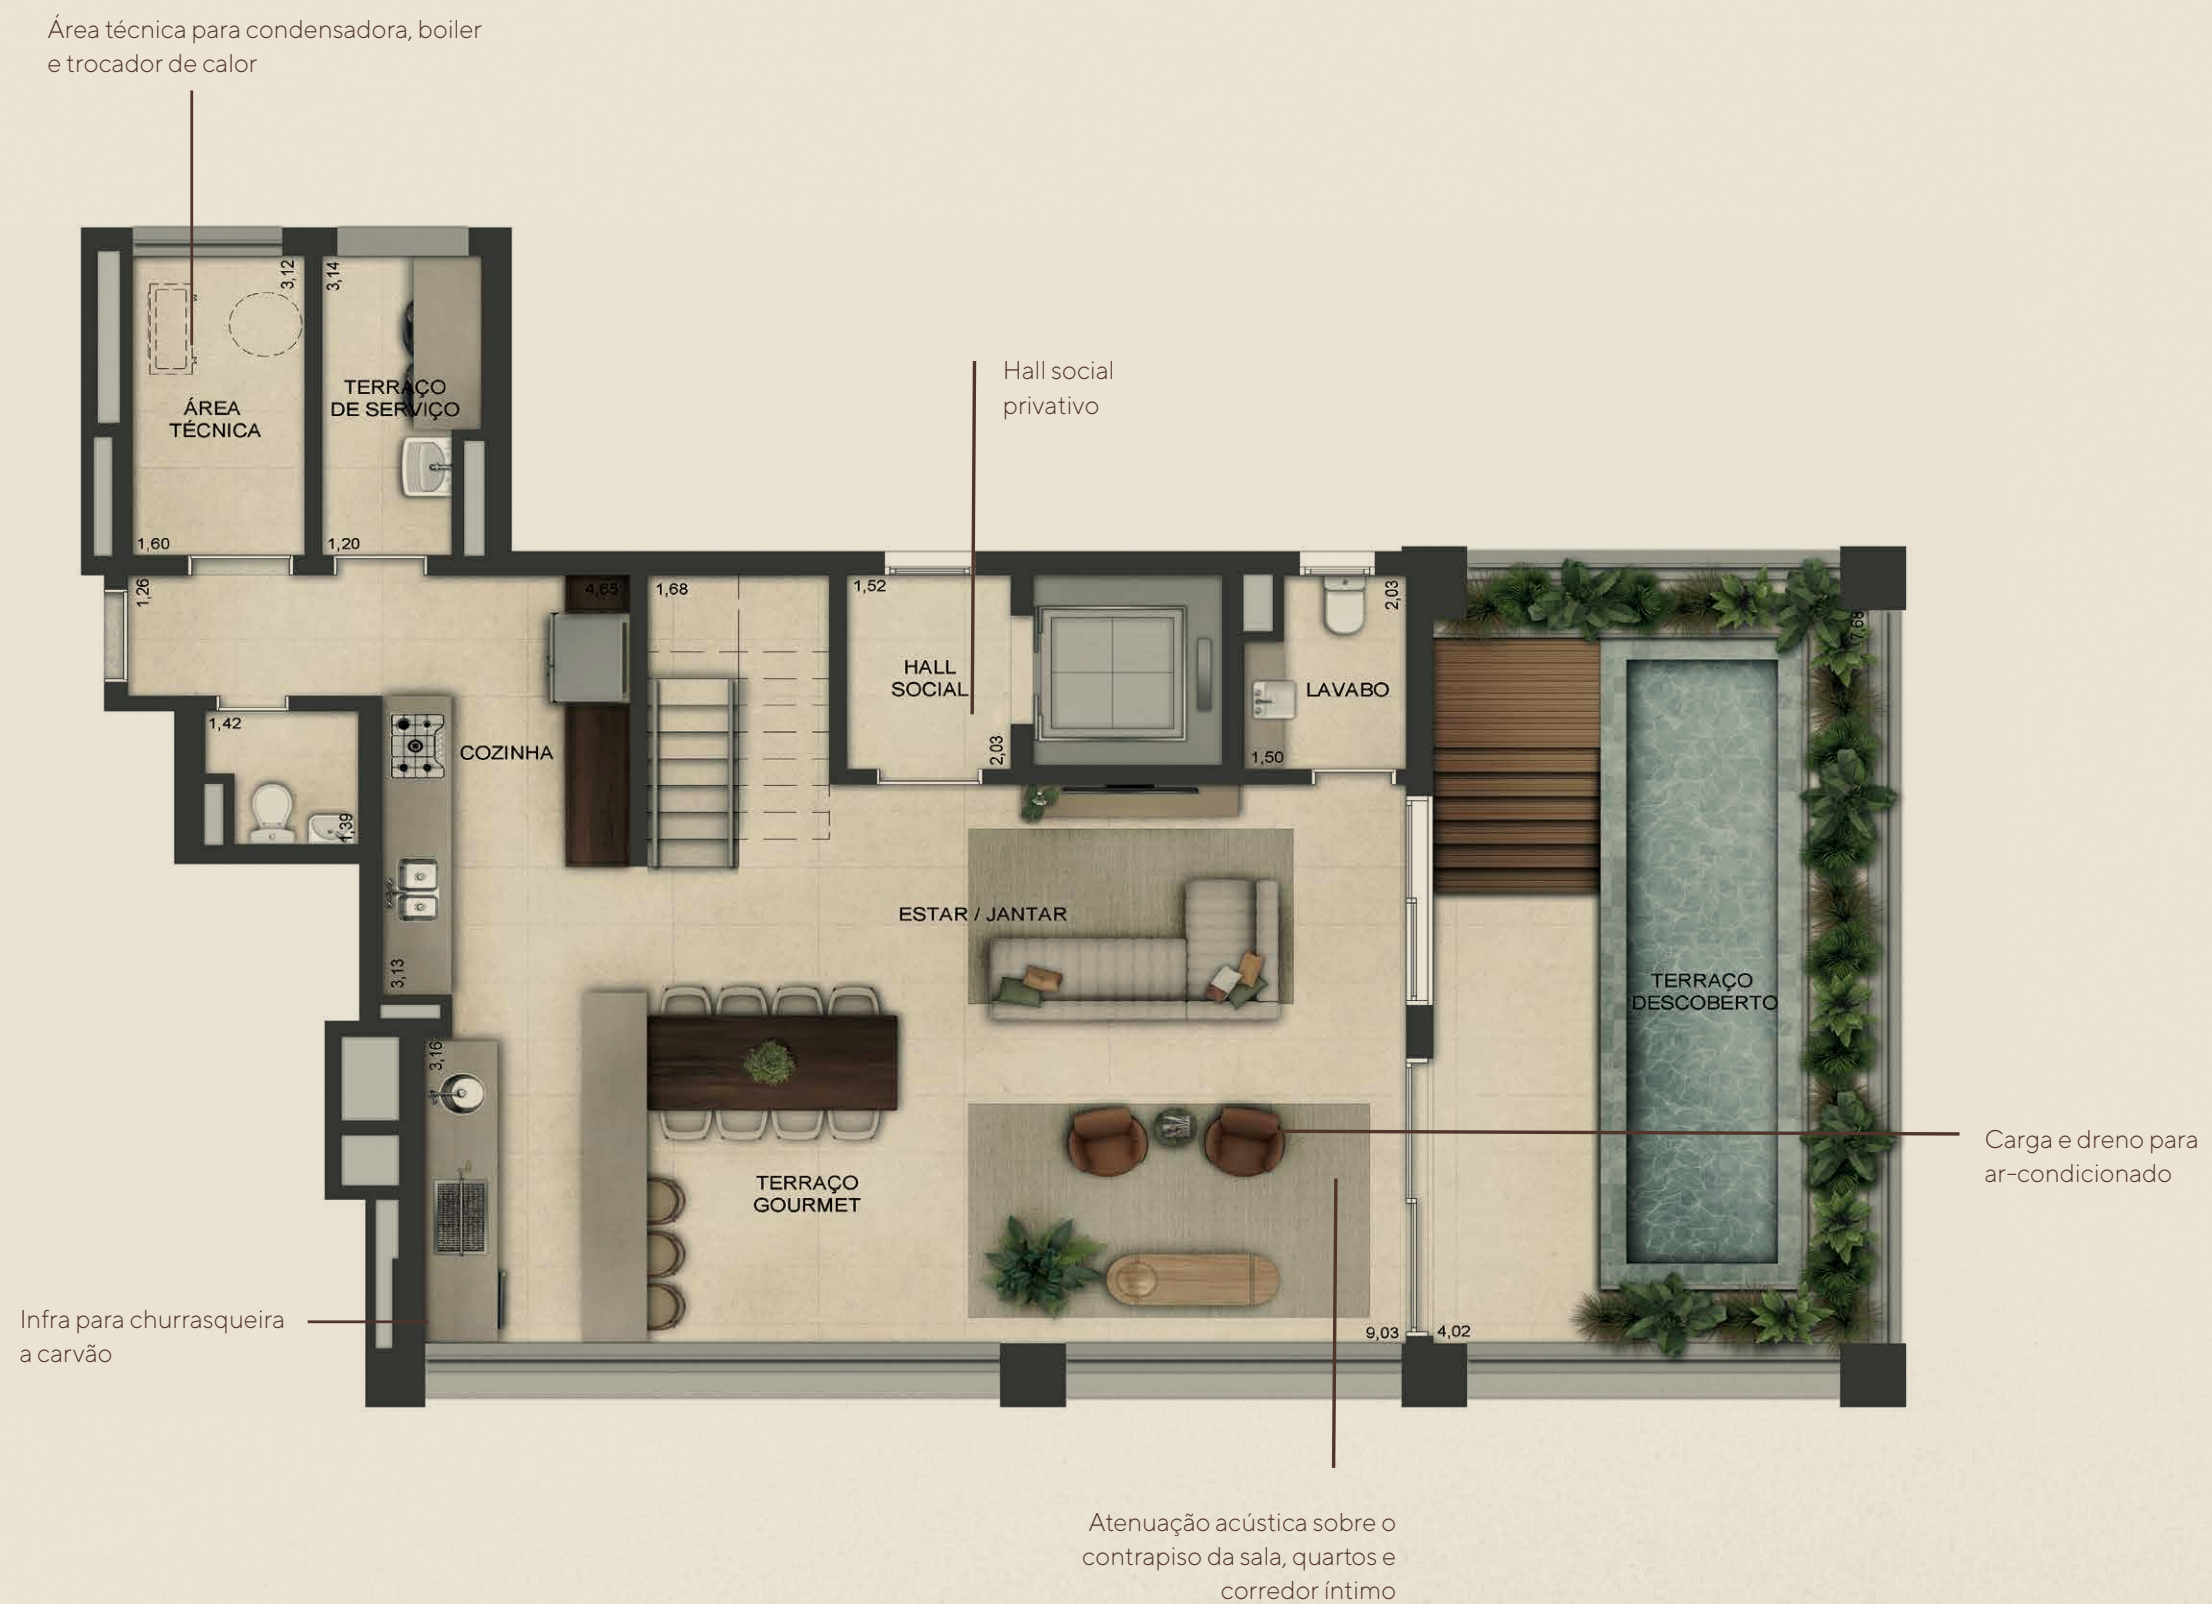 Área técnica para condensadora, boiler
e trocador de calor
3,12
3,14
TERRAÇO
DE SERVIÇO
ÁREA
TÉCNICA
1,60
1,20
Hall social
privativo
1,26
4,65
1,68
1,52
2,03
7,68
HALL
SOCIAL
LAVABO
1,42
COZINHA
2,03
1,50
1,39
ESTAR / JANTAR
3,13
TERRAÇO
DESCOBERTO
3,16
Carga e dreno para
ar-condicionado
TERRAÇO
GOURMET
Infra para churrasqueira
a carvão
9,03
4,02
Atenuação acústica sobre o
contrapiso da sala, quartos e
corredor íntimo